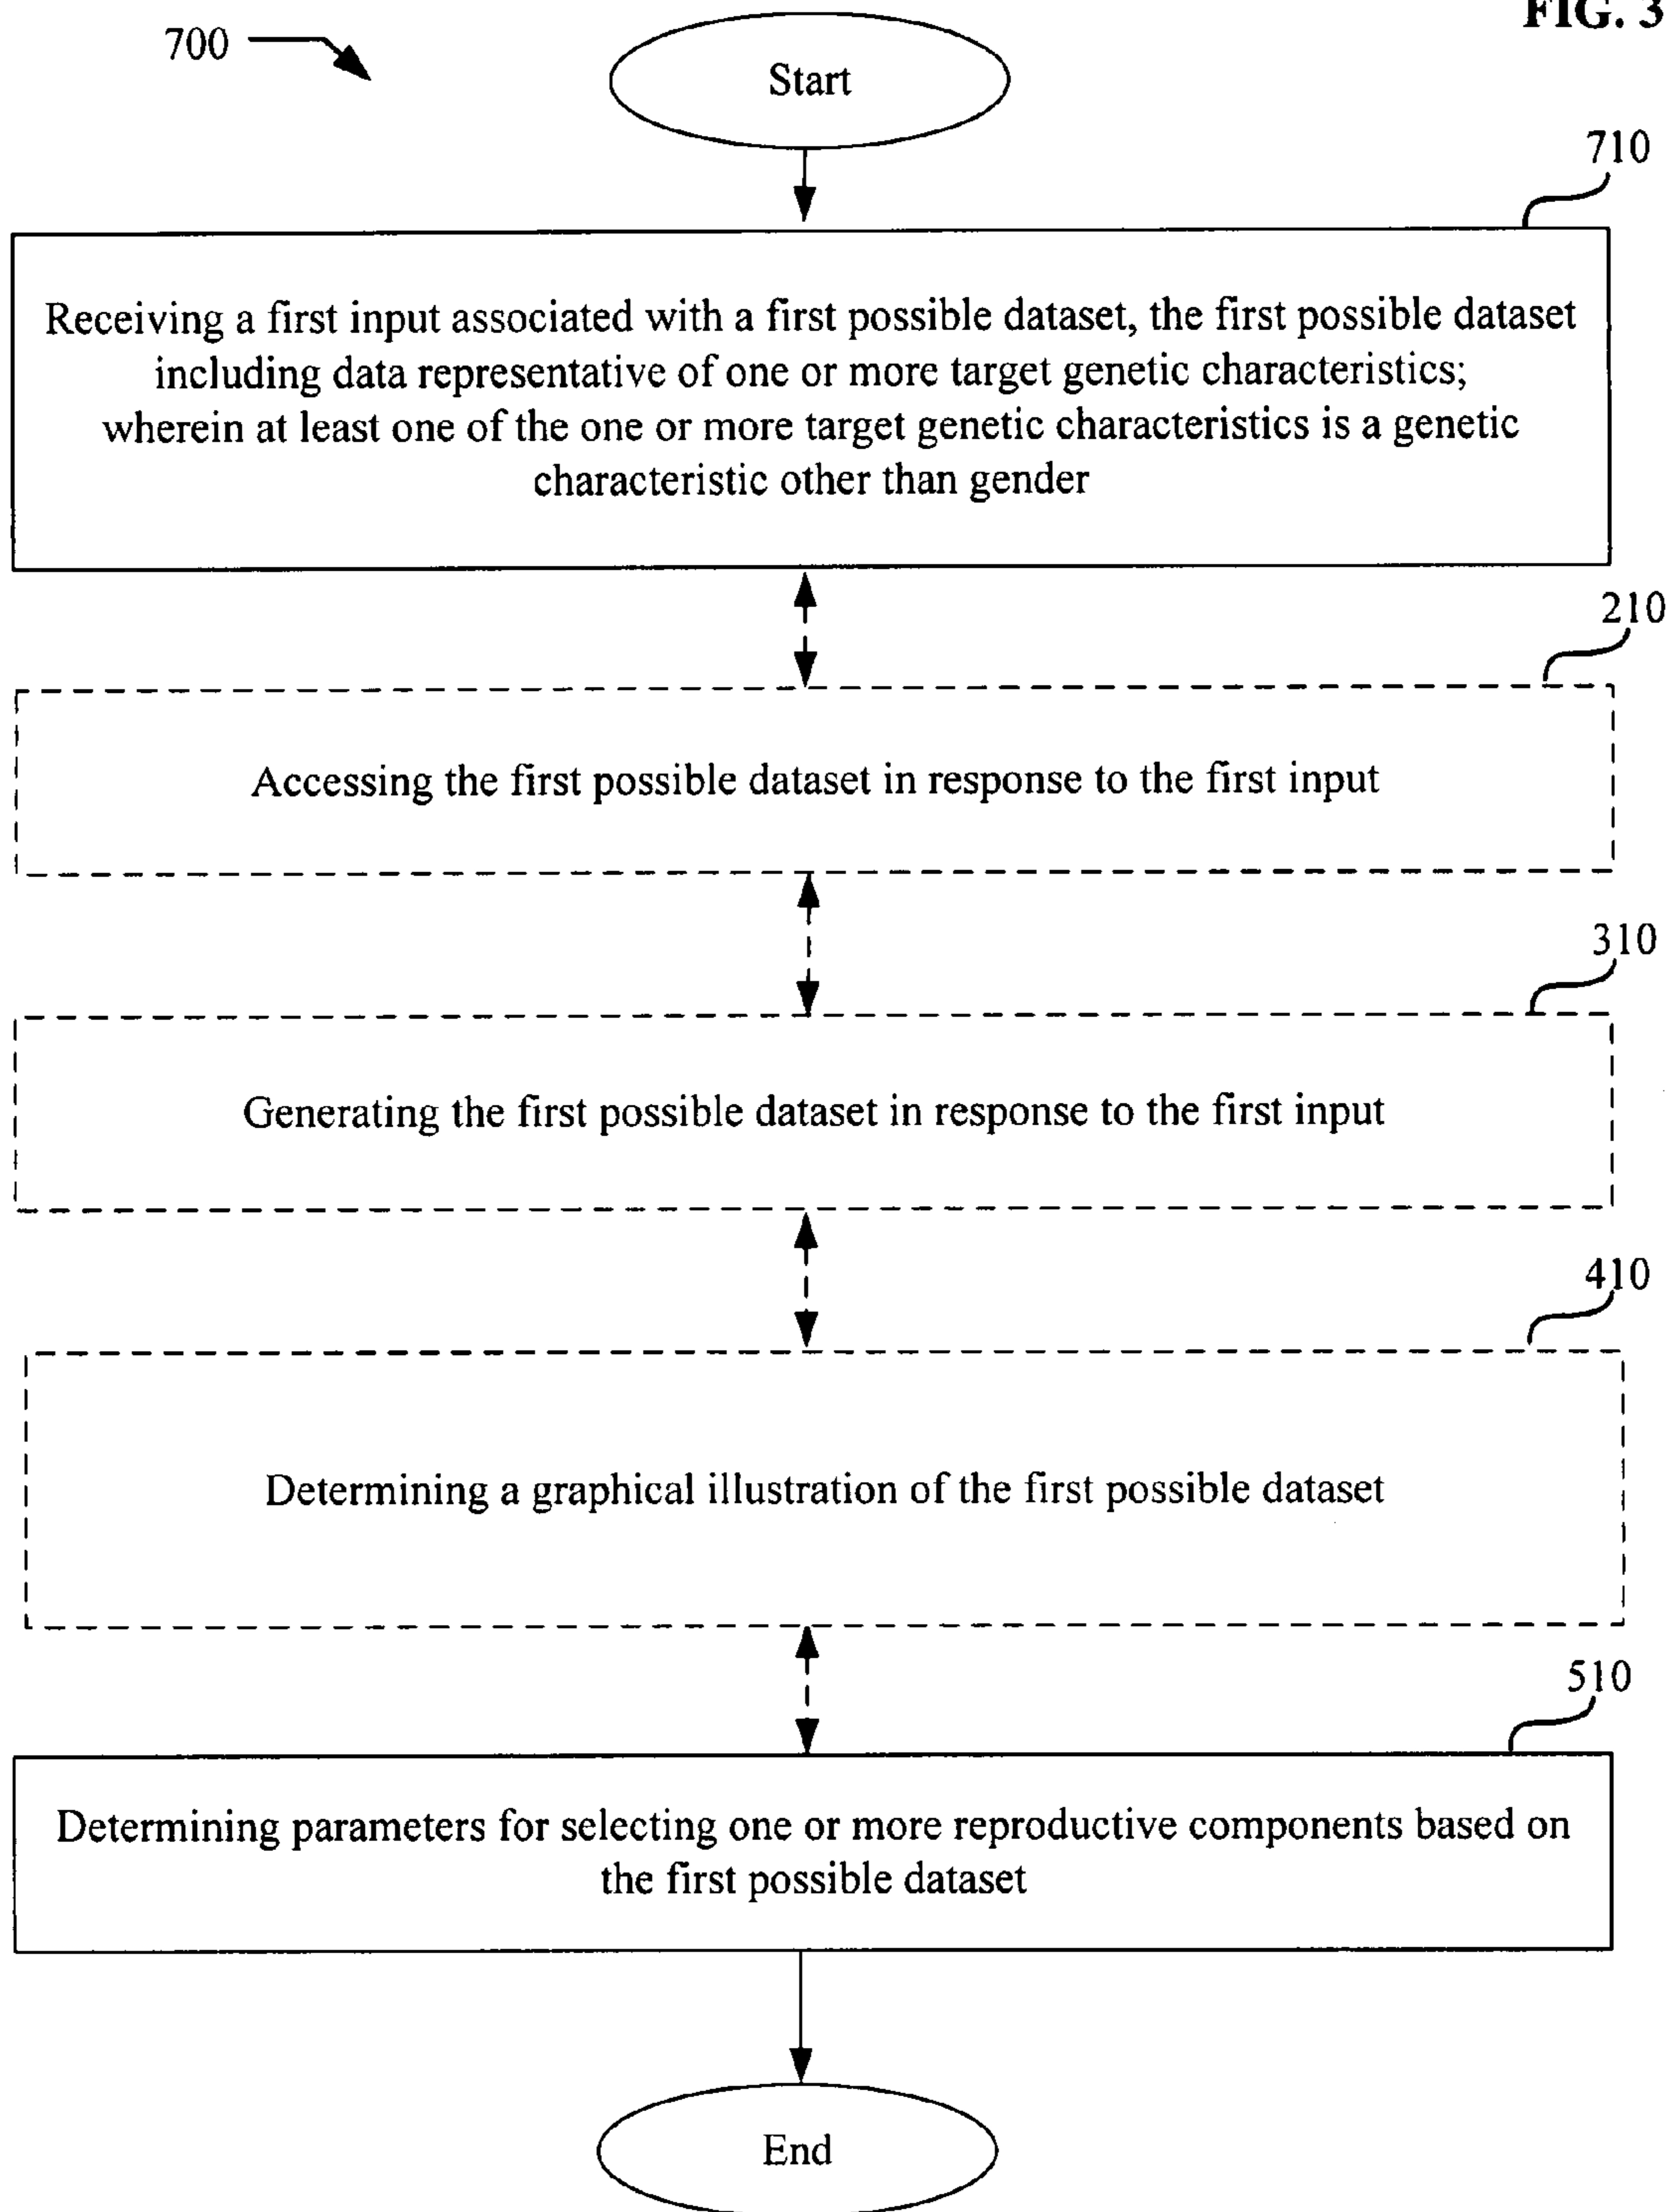 FIG. 3
700
Start
710
Receiving a first input associated with a first possible dataset, the first possible dataset
including data representative of one or more target genetic characteristics;
wherein at least one of the one or more target genetic characteristics is a genetic
characteristic other than gender
210
Accessing the first possible dataset in response to the first input
310
Generating the first possible dataset in response to the first input
410
Determining a graphical illustration of the first possible dataset
510
Determining parameters for selecting one or more reproductive components based on
the first possible dataset
End